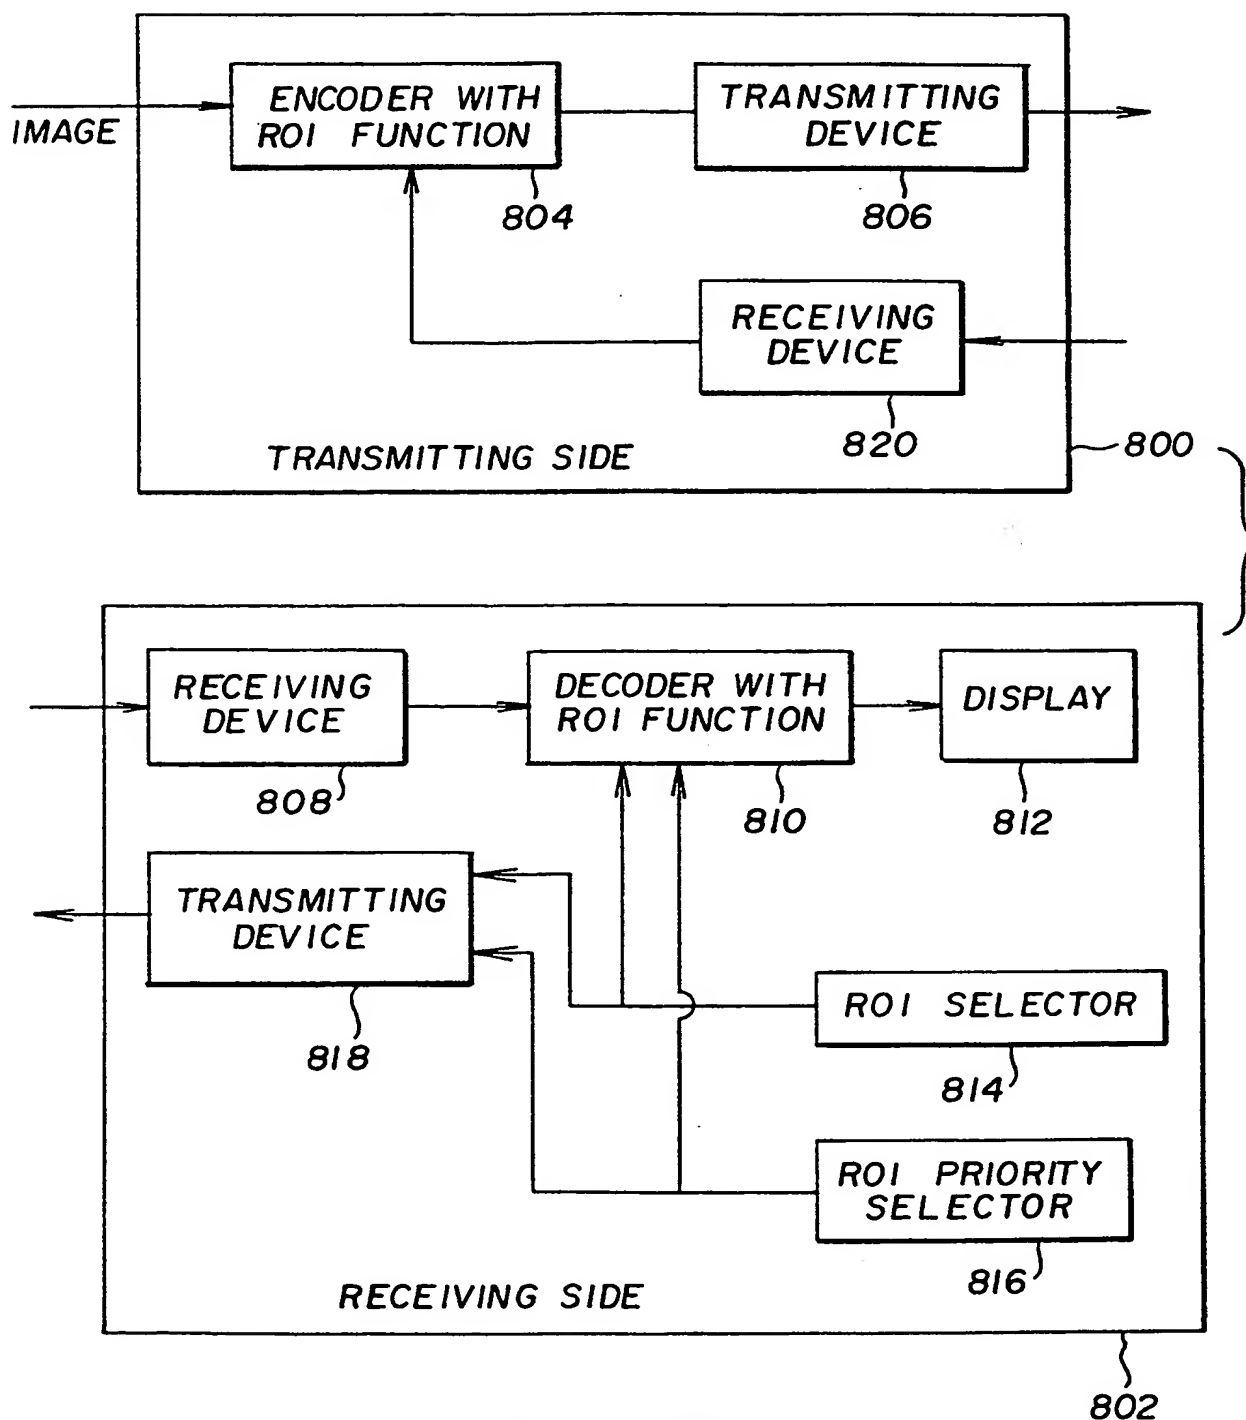 IMAGE
ENCODER WITH
ROI FUNCTION
804
TRANSMITTING
DEVICE
806
RECEIVING
DEVICE
820
TRANSMITTING SIDE
800
RECEIVING
DEVICE
808
DECODER WITH
ROI FUNCTION
810
DISPLAY
812
TRANSMITTING
DEVICE
818
ROI SELECTOR
814
ROI PRIORITY
SELECTOR
816
RECEIVING SIDE
802